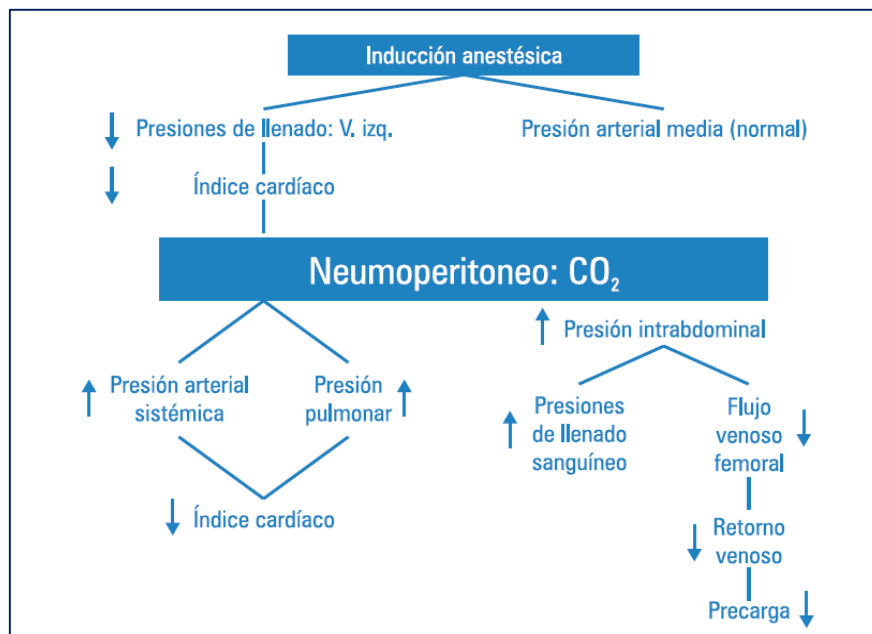 Inducción anestésica
↓ Presiones de llenado: V. izq.
Presión arterial media (normal)
↓ Índice cardíaco
Neumoperitoneo: CO₂
↑ Presión intrabdominal
↑ Presión arterial
sistémica
Presión
pulmonar ↑
↑ Presiones
de llenado
sanguíneo
Flujo
venoso ↓
femoral
↓ Índice cardíaco
↓ Retorno
venoso
Precarga ↓